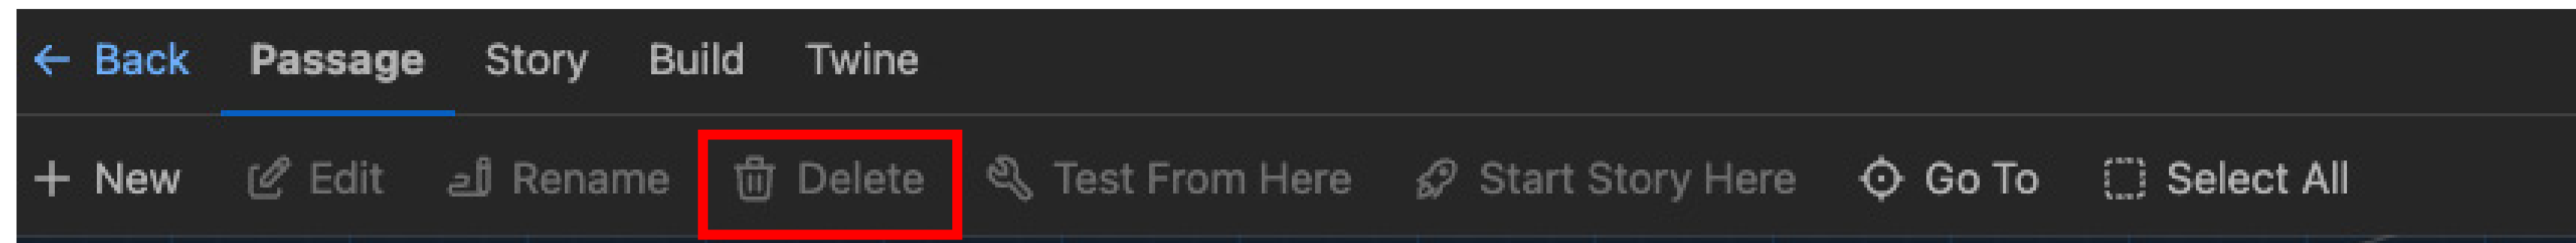 Back Passage Story Build Twine
New Edit Rename Delete Test From Here Start Story Here Go To Select All